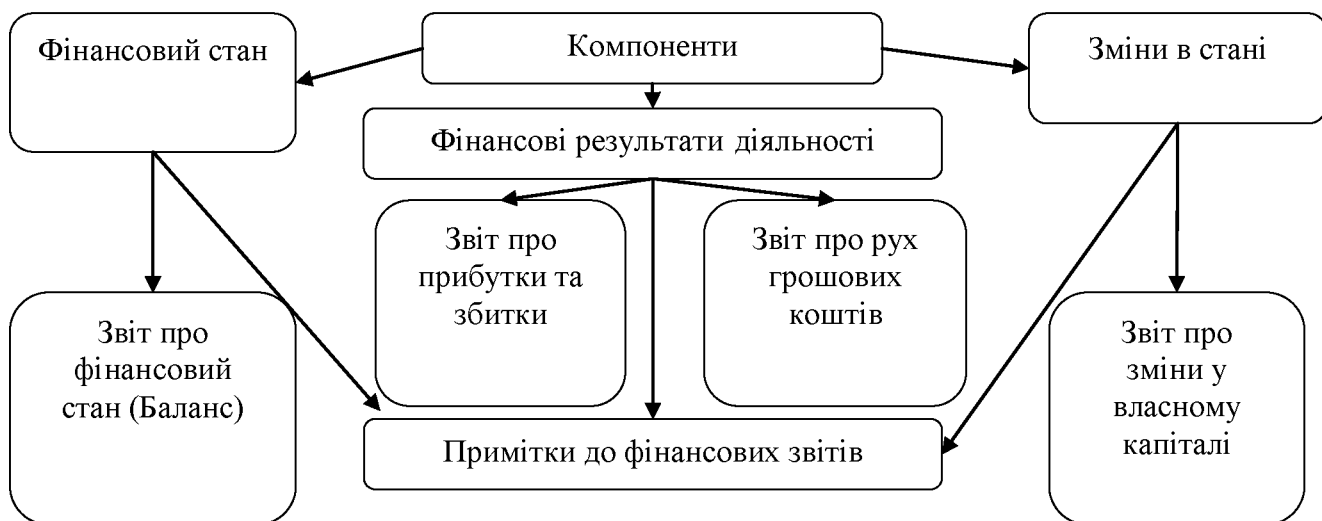 Фінансовий стан
Компоненти
Зміни в стані
Фінансові результати діяльності
Звіт про
прибутки та
збитки
Звіт про рух
грошових
коштів
Звіт про
фінансовий
стан (Баланс)
Звіт про
зміни у
власному
капіталі
Примітки до фінансових звітів